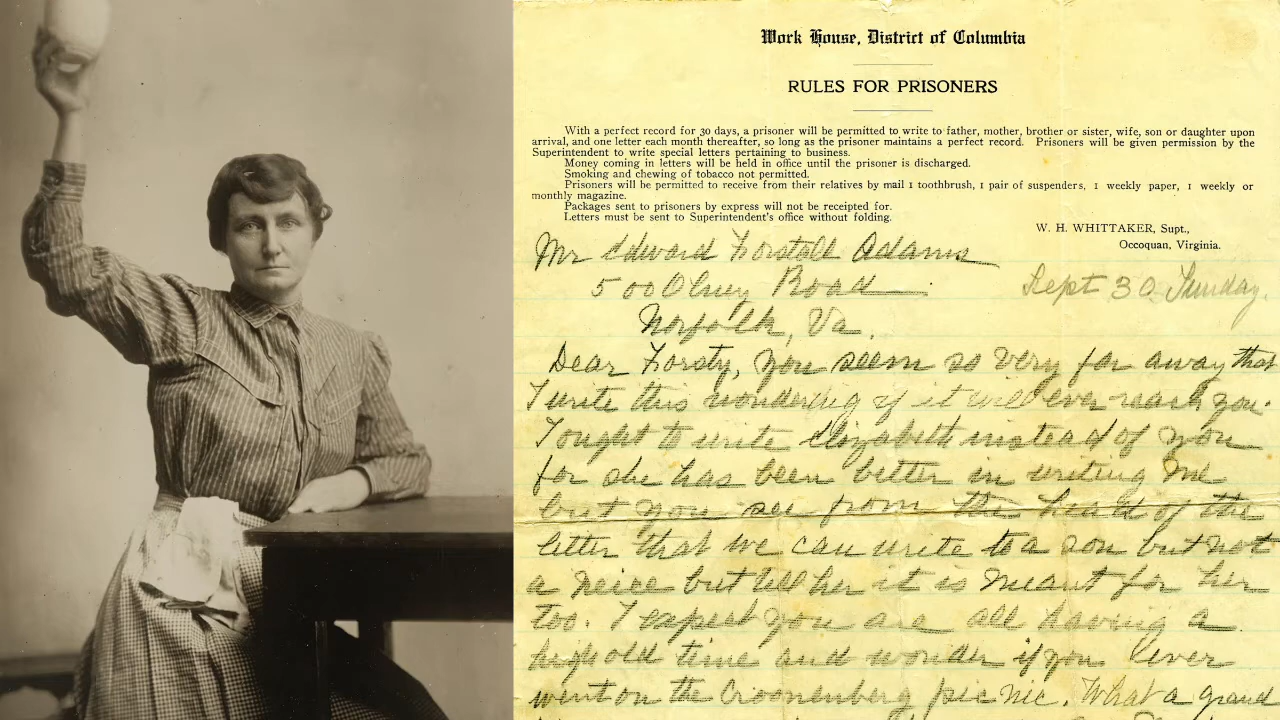 Work House, District of Columbia
RULES FOR PRISONERS
With a perfect record for 30 days, a prisoner will be permitted to write to father, mother, brother or sister, wife, son or daughter upon
arrival, and one letter each month thereafter, so long as the prisoner maintains a perfect record. Prisoners will be given permission by the
Superintendent to write special letters pertaining to business.
Money coming in letters will be held in office until the prisoner is discharged.
Smoking and chewing of tobacco not permitted.
Prisoners will be permitted to receive from their relatives by mail 1 toothbrush, 1 pair of suspenders, 1 weekly paper, 1 weekly or
monthly magazine.
Packages sent to prisoners by express will not be receipted for.
Letters must be sent to Superintendent's office without folding.
W. H. WHITTAKER, Supt.,
Occoquan, Virginia.
Mr Edward Forstall Adams
500 Olney Road
Sept 30 Sunday.
Norfolk, Va.
Dear Forsty, you seem so very far away that
I write this wondering if it will ever reach you.
I ought to write Elizabeth instead of you
for she has been better in writing me
but you see from the head of the
letter that we can write to a son but not
a neice but tell her it is meant for her
too. I expect you are all having a
high old time and wonder if you ever
went on the picnic. What a grand